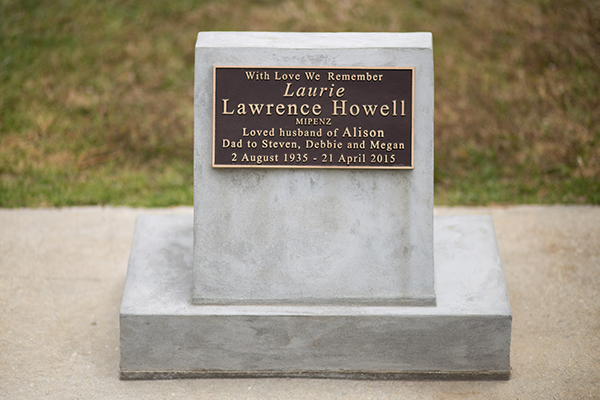 With Love We Remember
Laurie
Lawrence Howell
MIPENZ
Loved husband of Alison
Dad to Steven, Debbie and Megan
2 August 1935 - 21 April 2015